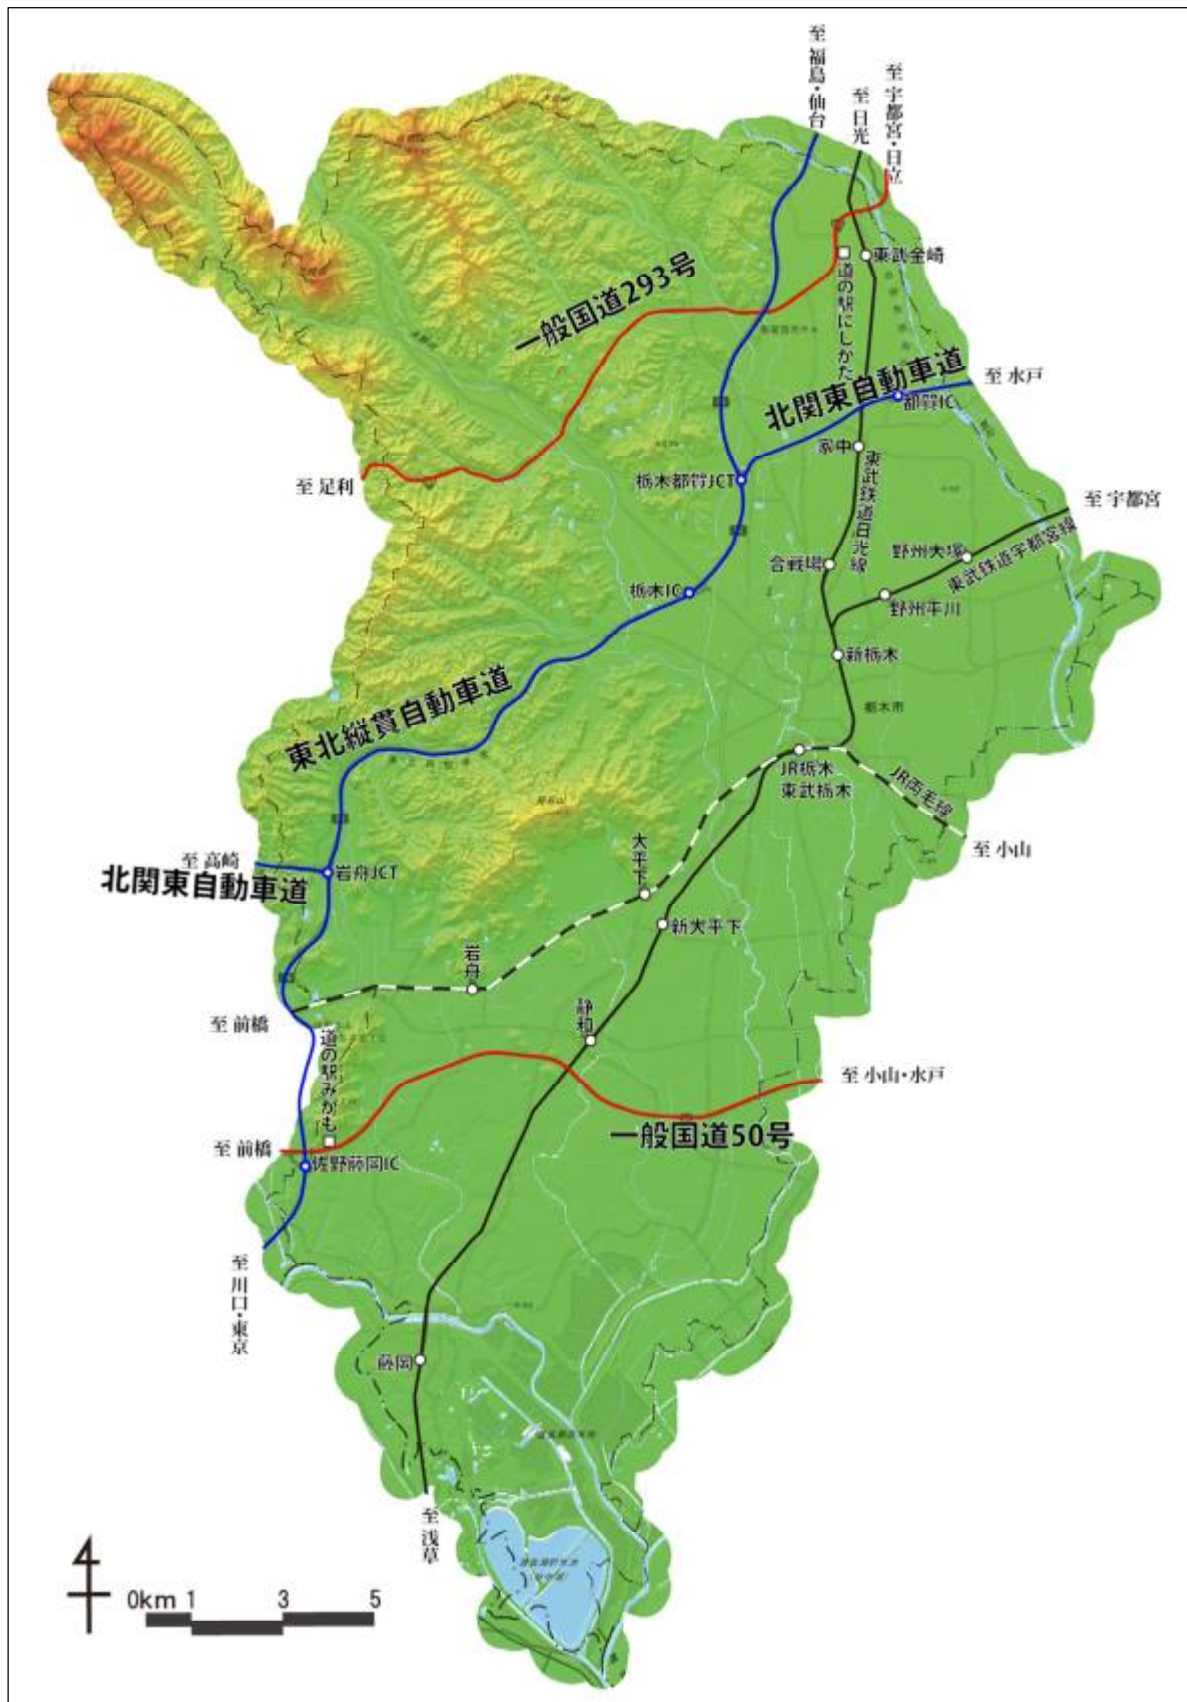 至 福島・仙台
至 日光
至 宇都宮・日立
東武金崎
道の駅にしかた
一般国道293号
北関東自動車道
至 水戸
都賀IC
家中
東武鉄道日光線
至 足利
栃木都賀JCT
至 宇都宮
野州大塚
東武鉄道宇都宮線
合戦場
栃木IC
野州平川
新栃木
東北縦貫自動車道
栃木市
JR栃木
東武栃木
JR両毛線
至 小山
大平下
至 高崎
岩舟JCT
北関東自動車道
新大平下
岩舟
静和
至 前橋
道の駅みかも
至 小山・水戸
一般国道50号
至 前橋
佐野藤岡IC
至 川口・東京
藤岡
至 浅草
0km 1 3 5